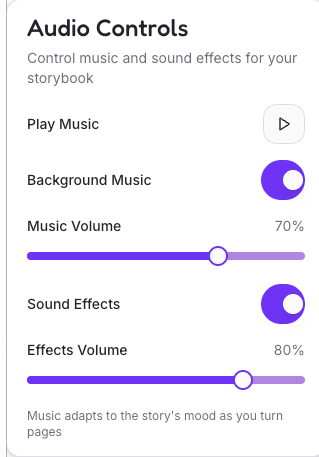 Audio Controls
Control music and sound effects for your
storybook
Play Music
Background Music
Music Volume 70%
Sound Effects
Effects Volume 80%
Music adapts to the story's mood as you turn
pages